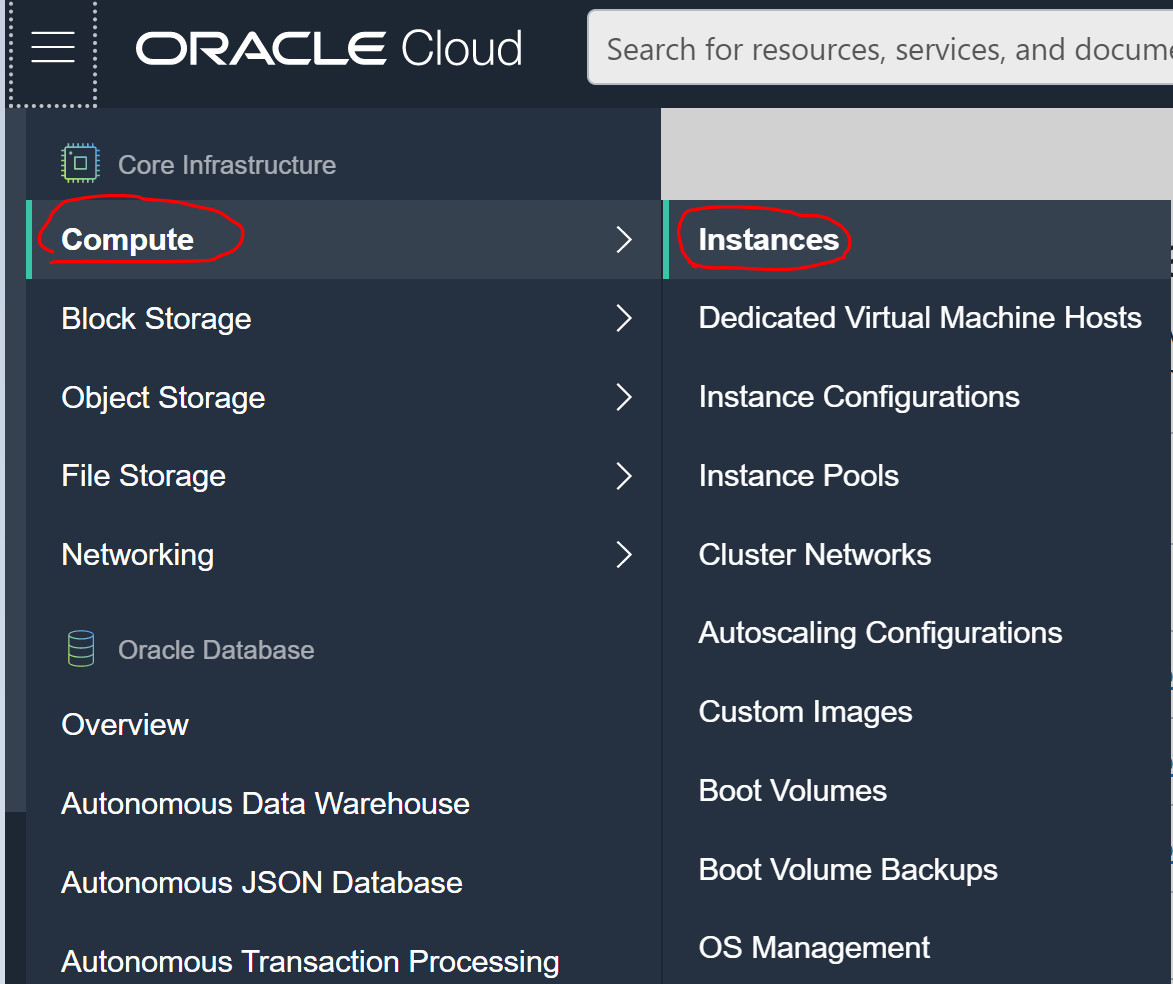 ORACLE Cloud
Search for resources, services, and docume
Core Infrastructure
Compute
Block Storage
Object Storage
File Storage
Networking
Oracle Database
Overview
Autonomous Data Warehouse
Autonomous JSON Database
Autonomous Transaction Processing
Instances
Dedicated Virtual Machine Hosts
Instance Configurations
Instance Pools
Cluster Networks
Autoscaling Configurations
Custom Images
Boot Volumes
Boot Volume Backups
OS Management